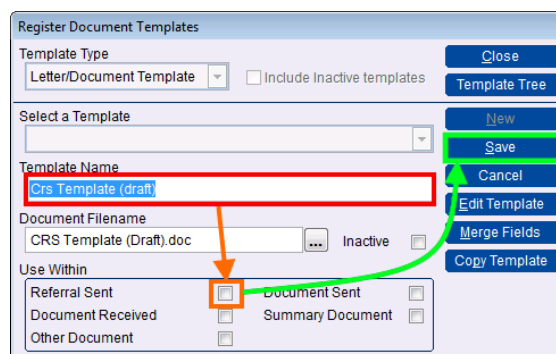 Register Document Templates
Template Type
Close
Letter/Document Template
Include Inactive templates
Template Tree
Select a Template
New
Save
Template Name
Cancel
Crs Template (draft)
Edit Template
Document Filename
CRS Template (Draft).doc
...
Inactive
Merge Fields
Copy Template
Use Within
Referral Sent
Document Sent
Document Received
Summary Document
Other Document